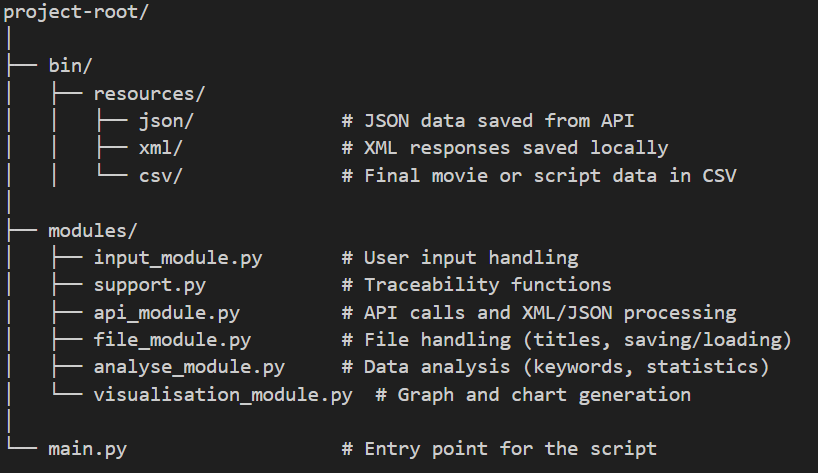 project-root/
│
├── bin/
│   ├── resources/
│   │   ├── json/             # JSON data saved from API
│   │   ├── xml/              # XML responses saved locally
│   │   └── csv/              # Final movie or script data in CSV
│
├── modules/
│   ├── input_module.py       # User input handling
│   ├── support.py            # Traceability functions
│   ├── api_module.py         # API calls and XML/JSON processing
│   ├── file_module.py        # File handling (titles, saving/loading)
│   ├── analyse_module.py     # Data analysis (keywords, statistics)
│   └── visualisation_module.py  # Graph and chart generation
│
└── main.py                   # Entry point for the script